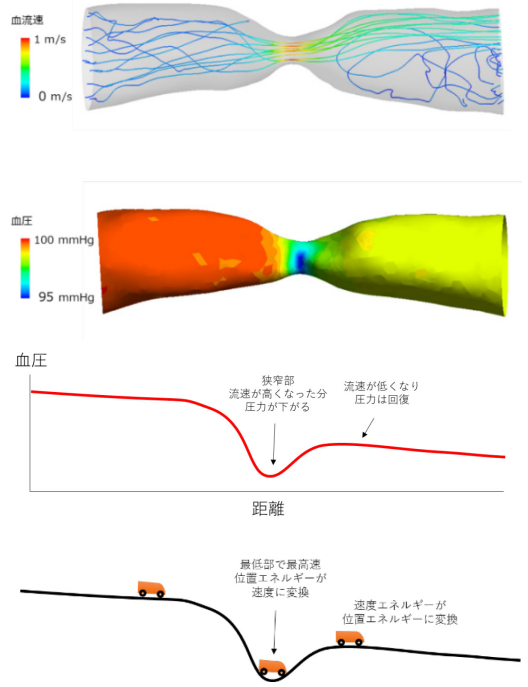 血流速
1 m/s
0 m/s
血圧
100 mmHg
95 mmHg
血圧
狭窄部
流速が高くなった分
圧力が下がる
流速が低くなり
圧力は回復
距離
最低部で最高速
位置エネルギーが
速度に変換
速度エネルギーが
位置エネルギーに変換